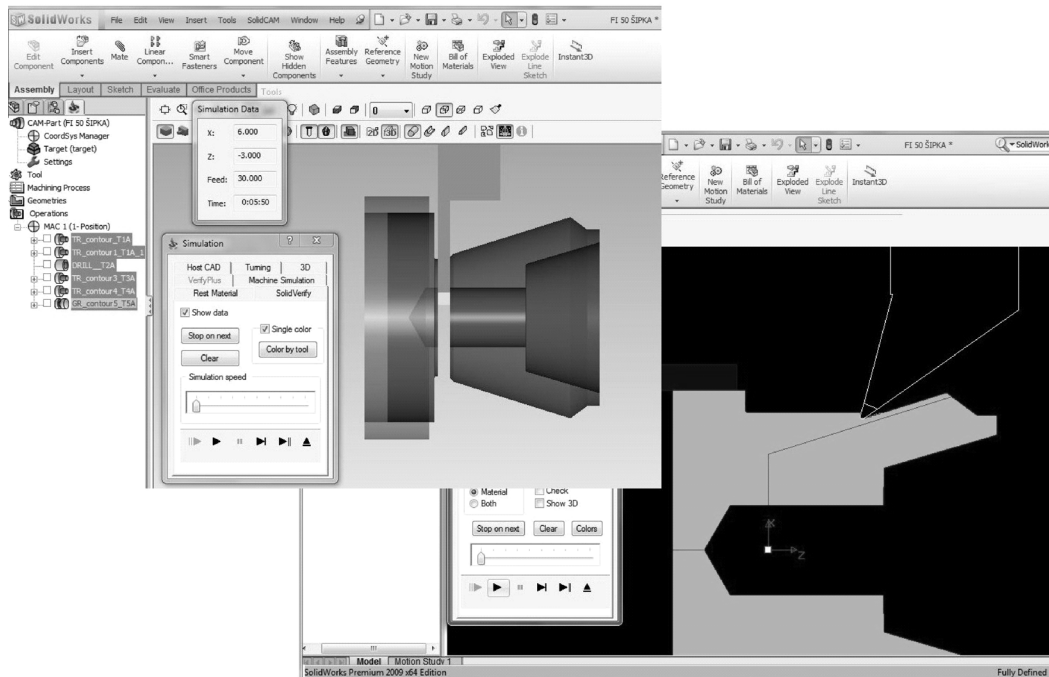 SolidWorks File Edit View Insert Tools SolidCAM Window Help FI 50 ŠIPKA *
Edit Component
Insert Components
Mate
Linear Compon...
Smart Fasteners
Move Component
Show Hidden Components
Assembly Features
Reference Geometry
New Motion Study
Bill of Materials
Exploded View
Explode Line Sketch
Instant3D
Assembly Layout Sketch Evaluate Office Products Tools
CAM-Part (FI 50 ŠIPKA)
CoordSys Manager
Target (target)
Settings
Tool
Machining Process
Geometries
Operations
MAC 1 (1- Position)
TR_contour_T1A
TR_contour1_T1A_1
DRILL__T2A
TR_contour3_T3A
TR_contour4_T4A
GR_contour5_T5A
0
3D
Simulation Data
X: 6.000
Z: -3.000
Feed: 30.000
Time: 0:05:50
Simulation
Host CAD Turning 3D
VerifyPlus Machine Simulation
Rest Material SolidVerify
Show data
Stop on next
Single color
Clear
Color by tool
Simulation speed
FI 50 ŠIPKA * SolidWork
Reference Geometry
New Motion Study
Bill of Materials
Exploded View
Explode Line Sketch
Instant3D
X
Z
Material Check
Both Show 3D
Stop on next Clear Colors
Model Motion Study 1
SolidWorks Premium 2009 x64 Edition Fully Defined